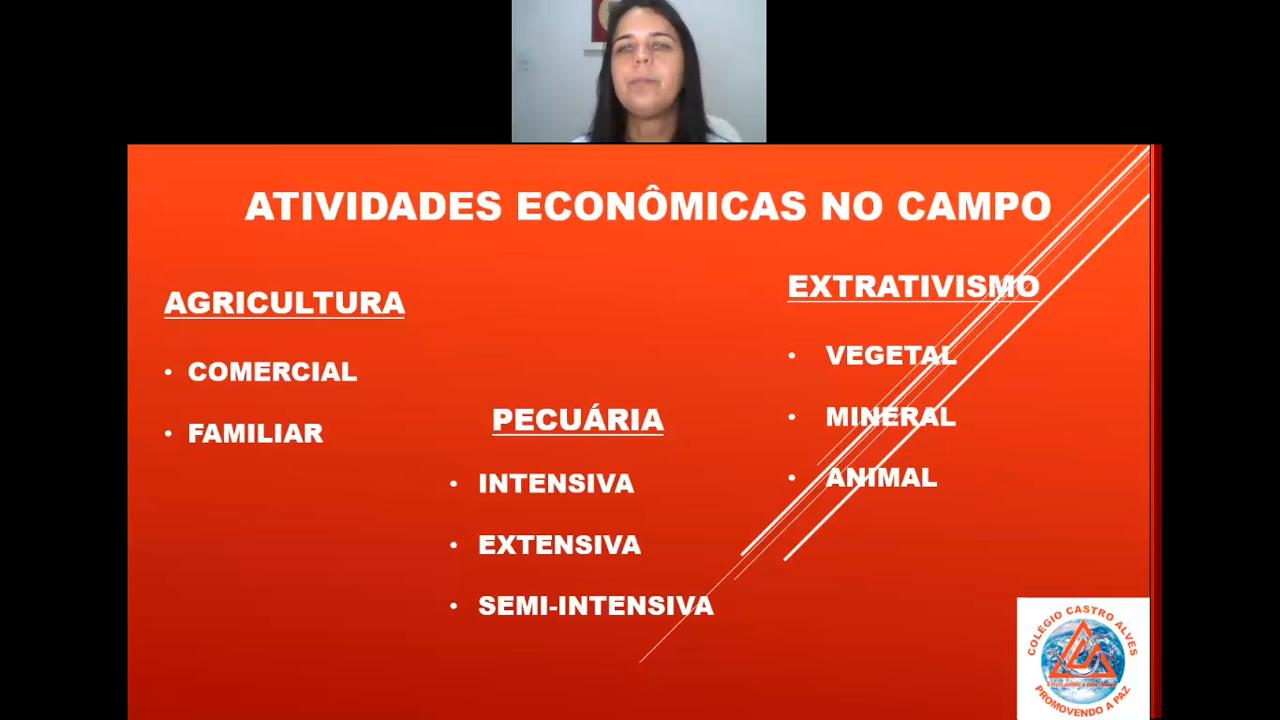 ATIVIDADES ECONÔMICAS NO CAMPO
AGRICULTURA
• COMERCIAL
• FAMILIAR
PECUÁRIA
• INTENSIVA
• EXTENSIVA
• SEMI-INTENSIVA
EXTRATIVISMO
• VEGETAL
• MINERAL
• ANIMAL
COLÉGIO CASTRO ALVES
PROMOVENDO A PAZ